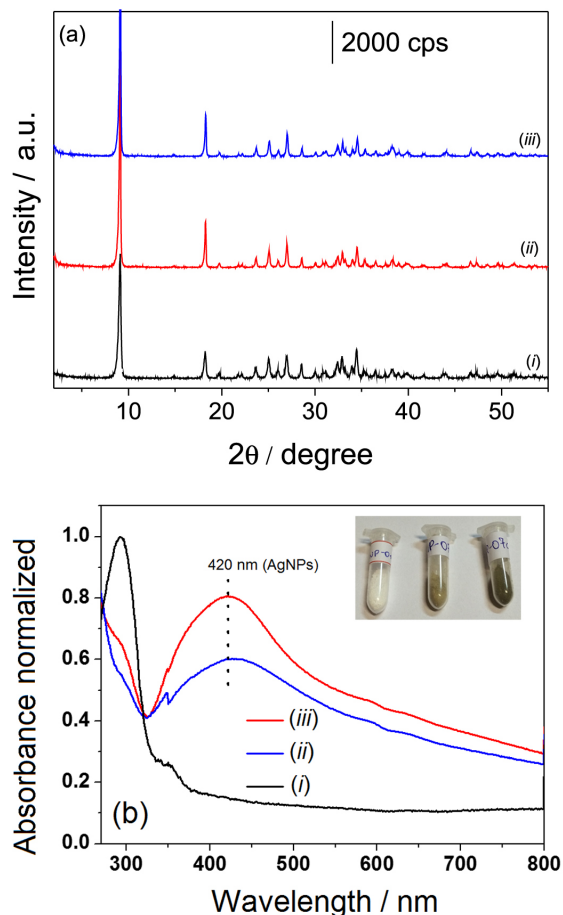 (a)
2000 cps
(iii)
(ii)
(i)
Intensity / a.u.
10 20 30 40 50
2θ / degree
1.0
0.8
0.6
0.4
0.2
0.0
Absorbance normalized
420 nm (AgNPs)
(iii)
(ii)
(i)
(b)
300 400 500 600 700 800
Wavelength / nm